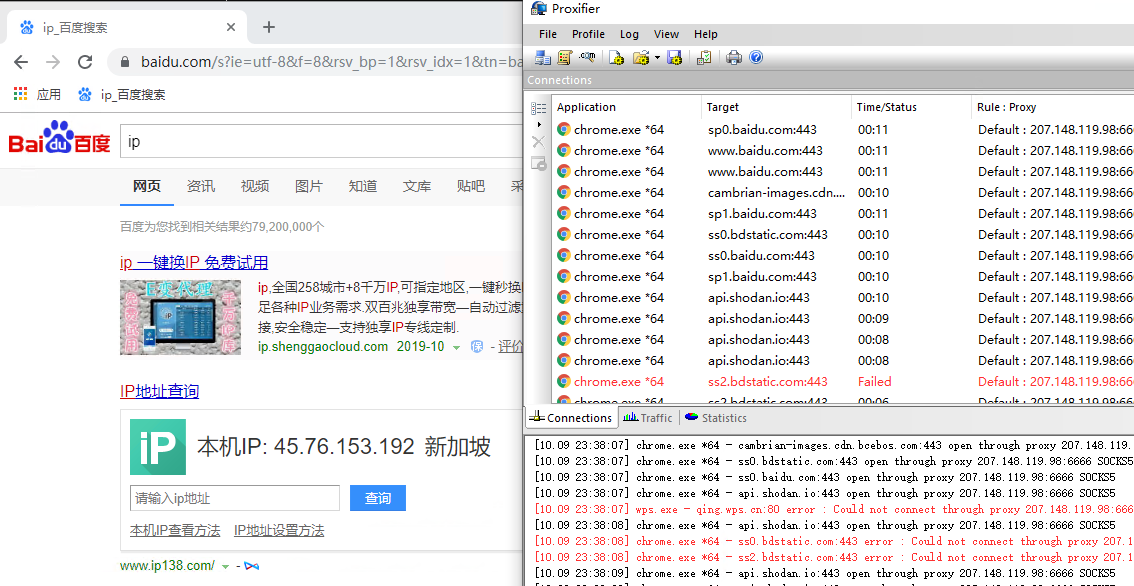 ip_百度搜索
baidu.com/s?ie=utf-8&f=8&rsv_bp=1&rsv_idx=1&tn=ba
应用 ip_百度搜索
Bai du 百度
ip
网页 资讯 视频 图片 知道 文库 贴吧 采
百度为您找到相关结果约79,200,000个
ip 一键换IP 免费试用
E变代理
ip,全国258城市+8千万IP,可指定地区,一键秒换
足各种IP业务需求.双百兆独享带宽—自动过滤
接,安全稳定—支持独享IP专线定制.
ip.shenggaocloud.com 2019-10 保 - 评价
IP地址查询
iP
本机IP: 45.76.153.192 新加坡
请输入ip地址
查询
本机IP查看方法 IP地址设置方法
www.ip138.com/ -
Proxifier
File Profile Log View Help
Connections
Application Target Time/Status Rule : Proxy
chrome.exe *64 sp0.baidu.com:443 00:11 Default : 207.148.119.98:66
chrome.exe *64 www.baidu.com:443 00:11 Default : 207.148.119.98:66
chrome.exe *64 www.baidu.com:443 00:11 Default : 207.148.119.98:66
chrome.exe *64 cambrian-images.cdn.... 00:10 Default : 207.148.119.98:66
chrome.exe *64 sp1.baidu.com:443 00:11 Default : 207.148.119.98:66
chrome.exe *64 ss0.bdstatic.com:443 00:10 Default : 207.148.119.98:66
chrome.exe *64 ss0.baidu.com:443 00:10 Default : 207.148.119.98:66
chrome.exe *64 sp1.baidu.com:443 00:10 Default : 207.148.119.98:66
chrome.exe *64 api.shodan.io:443 00:10 Default : 207.148.119.98:66
chrome.exe *64 api.shodan.io:443 00:09 Default : 207.148.119.98:66
chrome.exe *64 api.shodan.io:443 00:08 Default : 207.148.119.98:66
chrome.exe *64 api.shodan.io:443 00:08 Default : 207.148.119.98:66
chrome.exe *64 ss2.bdstatic.com:443 Failed Default : 207.148.119.98:66
chrome.exe *64 ss2.bdstatic.com:443 00:06 Default : 207.148.119.98:66
Connections Traffic Statistics
[10.09 23:38:07] chrome.exe *64 - cambrian-images.cdn.bcebos.com:443 open through proxy 207.148.119.
[10.09 23:38:07] chrome.exe *64 - ss0.bdstatic.com:443 open through proxy 207.148.119.98:6666 SOCKS5
[10.09 23:38:07] chrome.exe *64 - ss0.baidu.com:443 open through proxy 207.148.119.98:6666 SOCKS5
[10.09 23:38:07] chrome.exe *64 - api.shodan.io:443 open through proxy 207.148.119.98:6666 SOCKS5
[10.09 23:38:07] wps.exe - qing.wps.cn:80 error : Could not connect through proxy 207.148.119.98:666
[10.09 23:38:08] chrome.exe *64 - api.shodan.io:443 open through proxy 207.148.119.98:6666 SOCKS5
[10.09 23:38:08] chrome.exe *64 - ss0.bdstatic.com:443 error : Could not connect through proxy 207.1
[10.09 23:38:08] chrome.exe *64 - ss2.bdstatic.com:443 error : Could not connect through proxy 207.1
[10.09 23:38:09] chrome.exe *64 - api.shodan.io:443 open through proxy 207.148.119.98:6666 SOCKS5